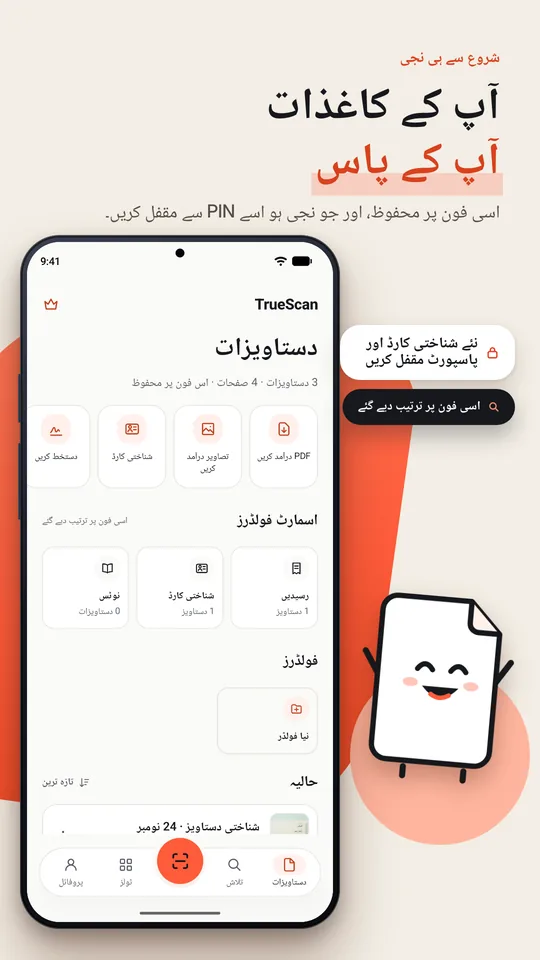 شروع سے ہی نجی
آپ کے کاغذات
آپ کے پاس
اسی فون پر محفوظ، اور جو نجی ہو اسے PIN سے مقفل کریں۔
9:41
TrueScan
دستاویزات
3 دستاویزات · 4 صفحات · اس فون پر محفوظ
PDF درآمد کریں
تصاویر درآمد کریں
شناختی کارڈ
دستخط کریں
نئے شناختی کارڈ اور
پاسپورٹ مقفل کریں
اسی فون پر ترتیب دیے گئے
اسمارٹ فولڈرز
اسی فون پر ترتیب دیے گئے
رسیدیں
1 دستاویز
شناختی کارڈ
1 دستاویز
نوٹس
0 دستاویزات
فولڈرز
نیا فولڈر
حالیہ
تازہ ترین
شناختی دستاویز · 24 نومبر
دستاویزات
تلاش
ٹولز
پروفائل